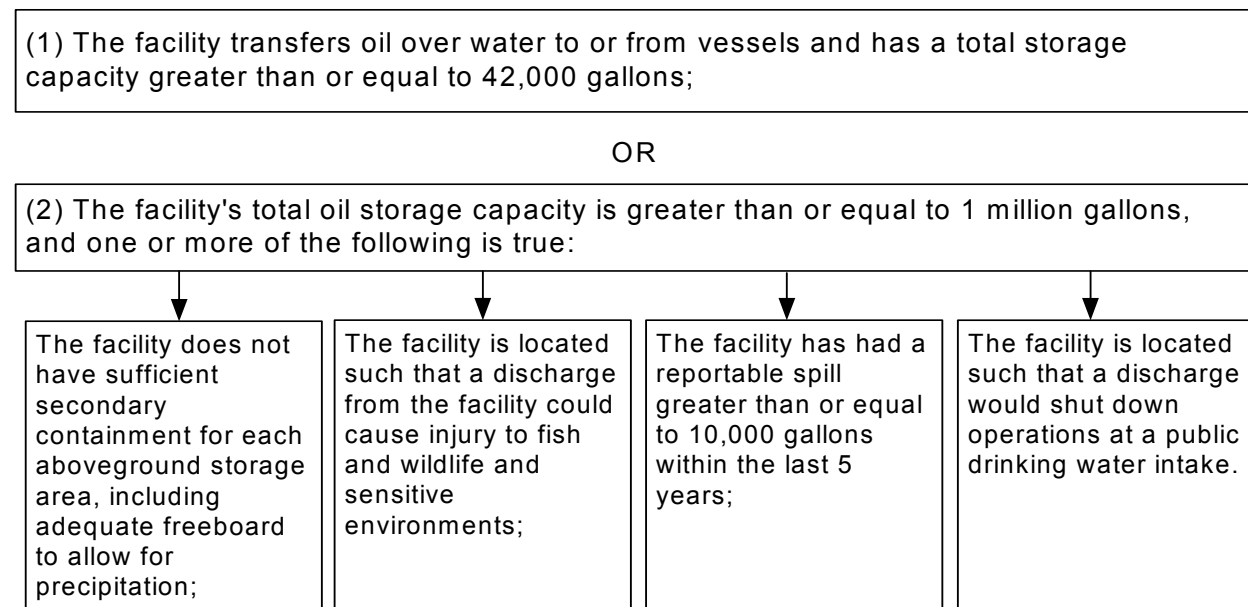 (1) The facility transfers oil over water to or from vessels and has a total storage
capacity greater than or equal to 42,000 gallons;
OR
(2) The facility's total oil storage capacity is greater than or equal to 1 million gallons,
and one or more of the following is true:
The facility does not
have sufficient
secondary
containment for each
aboveground storage
area, including
adequate freeboard
to allow for
precipitation;
The facility is located
such that a discharge
from the facility could
cause injury to fish
and wildlife and
sensitive
environments;
The facility has had a
reportable spill
greater than or equal
to 10,000 gallons
within the last 5
years;
The facility is located
such that a discharge
would shut down
operations at a public
drinking water intake.